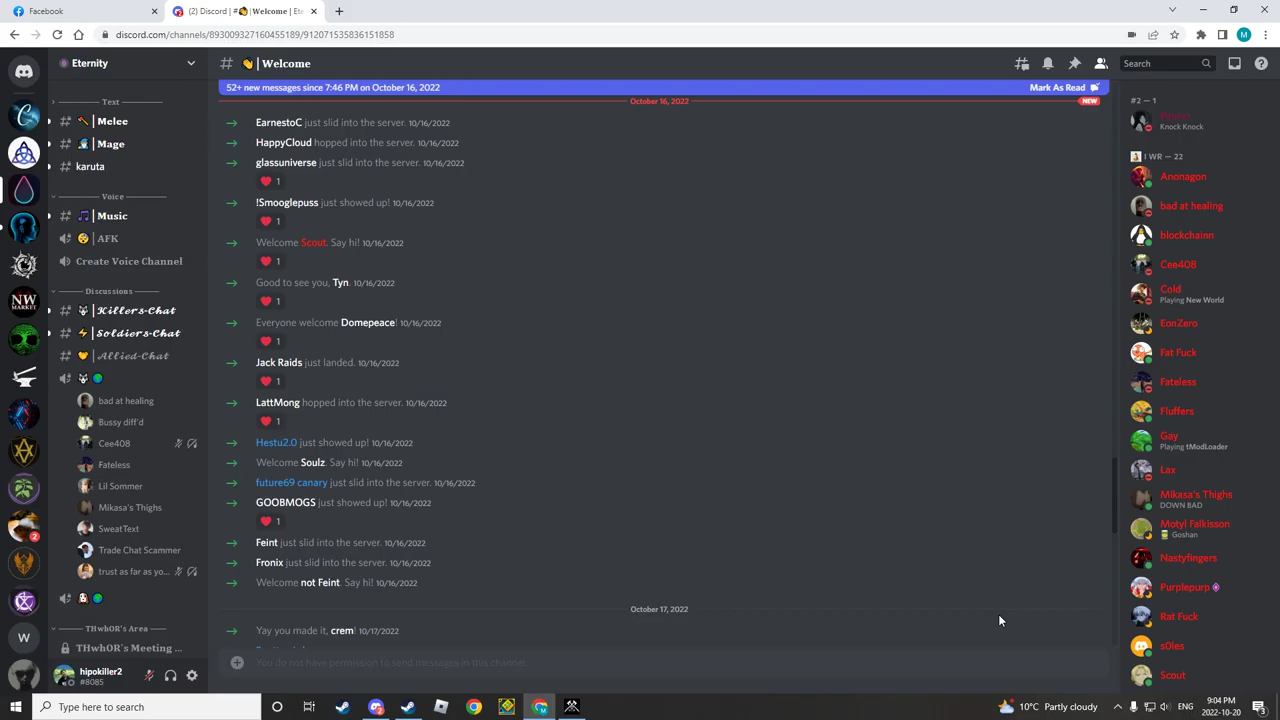 Facebook
(2) Discord | #👋 | Welcome | Ete
discord.com/channels/893009327160455189/912071535836151858
M
Eternity
👋 | Welcome
Search
52+ new messages since 7:46 PM on October 16, 2022
Mark As Read
Text
| Melee
| Mage
karuta
Voice
🎵 | Music
😴 | AFK
Create Voice Channel
Discussions
| Killers-Chat
| Soldiers-Chat
| Allied-Chat
bad at healing
Bussy diff'd
Cee408
Fateless
Lil Sommer
Mikasa's Thighs
SweatText
Trade Chat Scammer
trust as far as yo...
THwhOR's Area
THwhOR's Meeting ...
NW
MARKET
2
W
hipokiller2
#8085
October 16, 2022
NEW
EarnestoC just slid into the server. 10/16/2022
HappyCloud hopped into the server. 10/16/2022
glassuniverse just slid into the server. 10/16/2022
❤️ 1
!Smooglepuss just showed up! 10/16/2022
❤️ 1
Welcome Scout. Say hi! 10/16/2022
❤️ 1
Good to see you, Tyn. 10/16/2022
❤️ 1
Everyone welcome Domepeace! 10/16/2022
❤️ 1
Jack Raids just landed. 10/16/2022
❤️ 1
LattMong hopped into the server. 10/16/2022
❤️ 1
Hestu2.0 just showed up! 10/16/2022
Welcome Soulz. Say hi! 10/16/2022
future69 canary just slid into the server. 10/16/2022
GOOBMOGS just showed up! 10/16/2022
❤️ 1
Feint just slid into the server. 10/16/2022
Fronix just slid into the server. 10/16/2022
Welcome not Feint. Say hi! 10/16/2022
October 17, 2022
Yay you made it, crem! 10/17/2022
You do not have permission to send messages in this channel.
#2 — 1
Knock Knock
I WR — 22
Anonagon
bad at healing
blockchainn
Cee408
Cold
Playing New World
EonZero
Fat Fuck
Fateless
Fluffers
Gay
Playing tModLoader
Lax
Mikasa's Thighs
DOWN BAD
Motyl Falkisson
Goshan
Nastyfingers
Purplepurp
Rat Fuck
s0les
Scout
Type here to search
10°C Partly cloudy
ENG
9:04 PM
2022-10-20